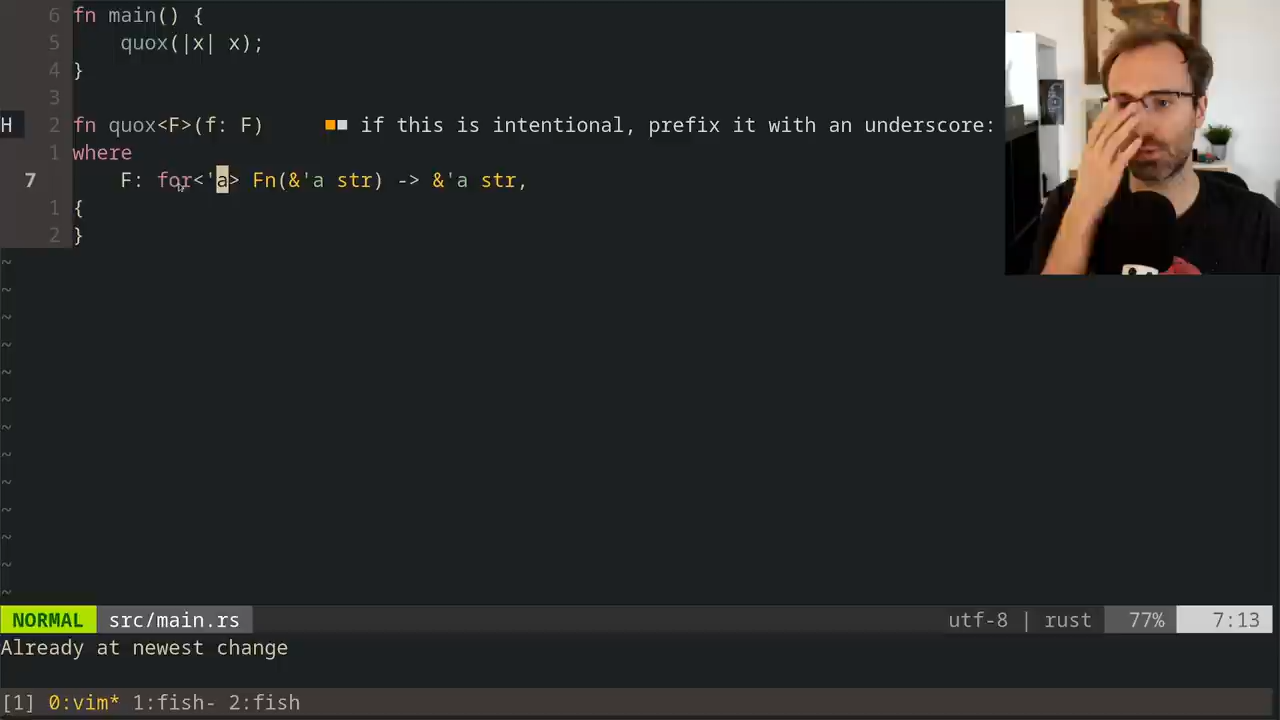 6 fn main() {
5 quox(|x| x);
4 }
3
H 2 fn quox<F>(f: F) ■■ if this is intentional, prefix it with an underscore:
1 where
7 F: for<'a> Fn(&'a str) -> &'a str,
1 {
2 }
~
~
~
~
~
~
~
~
~
~
~
~
~
NORMAL src/main.rs utf-8 | rust 77% 7:13
Already at newest change
[1] 0:vim* 1:fish- 2:fish